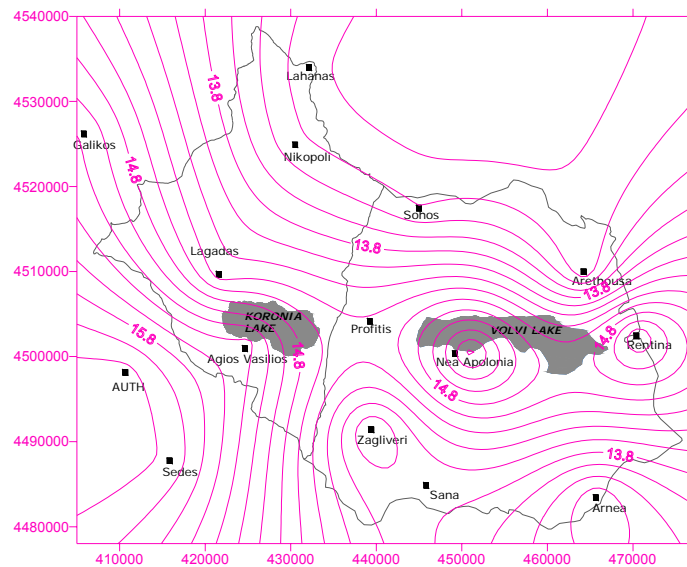 4540000
4530000
4520000
4510000
4500000
4490000
4480000
410000
420000
430000
440000
450000
460000
470000
Lahanas
13.8
Galikos
Nikopoli
14.8
Sohos
Lagadas
13.8
Arethousa
13.8
KORONIA
LAKE
Profitis
VOLVI LAKE
14.8
Rentina
15.8
Agios Vasilios
14.8
Nea Apolonia
AUTH
14.8
Zagliveri
13.8
Sedes
Sana
Arnea